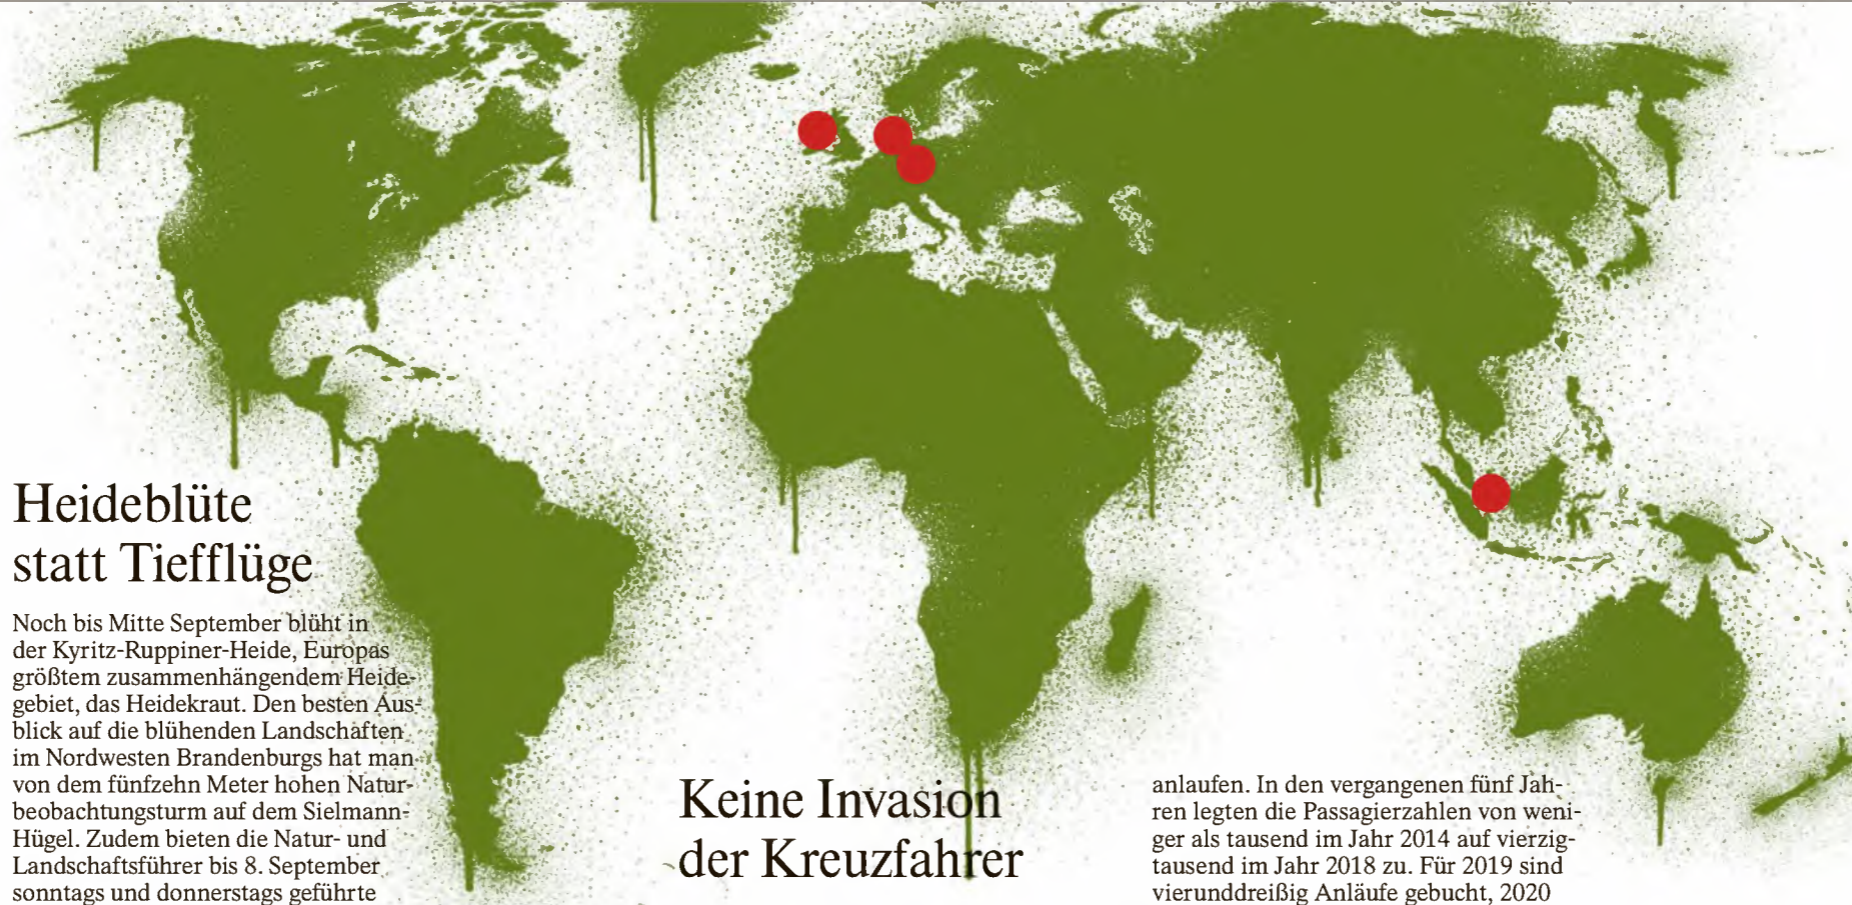 Heideblüte
statt Tiefflüge
Noch bis Mitte September blüht in
der Kyritz-Ruppiner-Heide, Europas
größtem zusammenhängendem Heide-
gebiet, das Heidekraut. Den besten Aus-
blick auf die blühenden Landschaften
im Nordwesten Brandenburgs hat man
von dem fünfzehn Meter hohen Natur-
beobachtungsturm auf dem Sielmann-
Hügel. Zudem bieten die Natur- und
Landschaftsführer bis 8. September
sonntags und donnerstags geführte
Keine Invasion
der Kreuzfahrer
anlaufen. In den vergangenen fünf Jah-
ren legten die Passagierzahlen von weni-
ger als tausend im Jahr 2014 auf vierzig-
tausend im Jahr 2018 zu. Für 2019 sind
vierunddreißig Anläufe gebucht, 2020